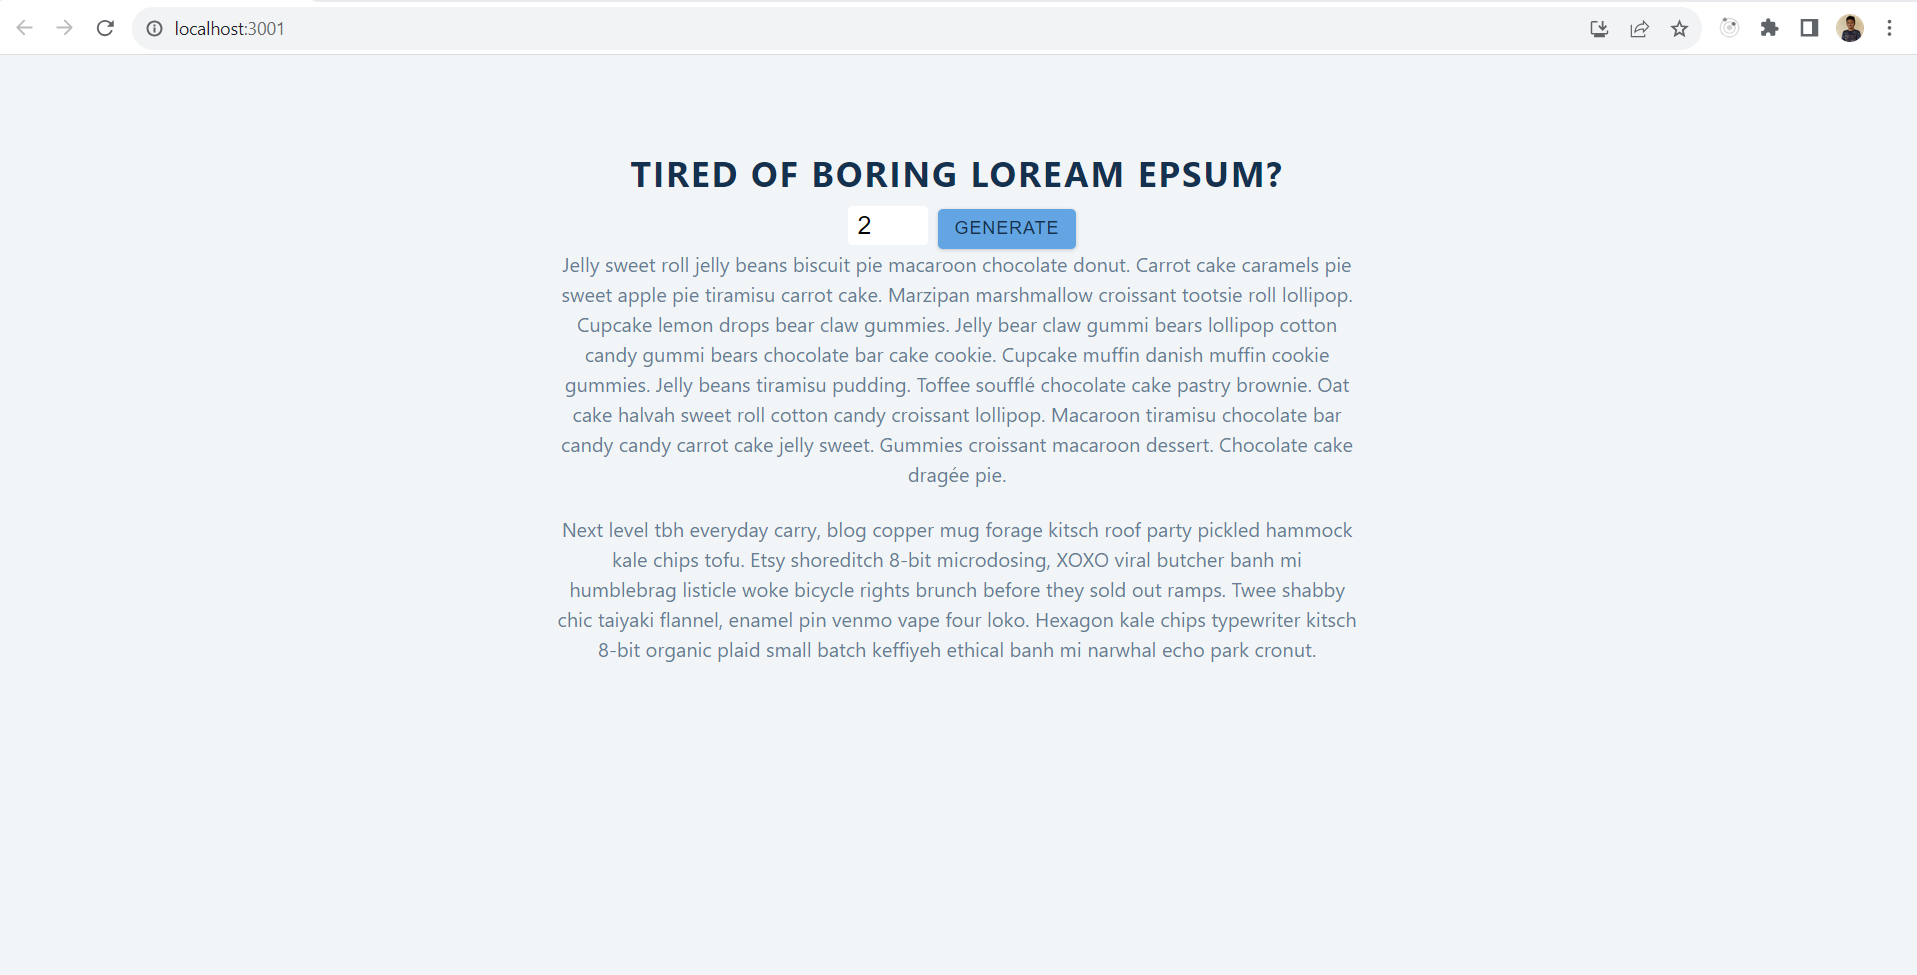 localhost:3001
TIRED OF BORING LOREAM EPSUM?
2 GENERATE
Jelly sweet roll jelly beans biscuit pie macaroon chocolate donut. Carrot cake caramels pie
sweet apple pie tiramisu carrot cake. Marzipan marshmallow croissant tootsie roll lollipop.
Cupcake lemon drops bear claw gummies. Jelly bear claw gummi bears lollipop cotton
candy gummi bears chocolate bar cake cookie. Cupcake muffin danish muffin cookie
gummies. Jelly beans tiramisu pudding. Toffee soufflé chocolate cake pastry brownie. Oat
cake halvah sweet roll cotton candy croissant lollipop. Macaroon tiramisu chocolate bar
candy candy carrot cake jelly sweet. Gummies croissant macaroon dessert. Chocolate cake
dragée pie.
Next level tbh everyday carry, blog copper mug forage kitsch roof party pickled hammock
kale chips tofu. Etsy shoreditch 8-bit microdosing, XOXO viral butcher banh mi
humblebrag listicle woke bicycle rights brunch before they sold out ramps. Twee shabby
chic taiyaki flannel, enamel pin venmo vape four loko. Hexagon kale chips typewriter kitsch
8-bit organic plaid small batch keffiyeh ethical banh mi narwhal echo park cronut.